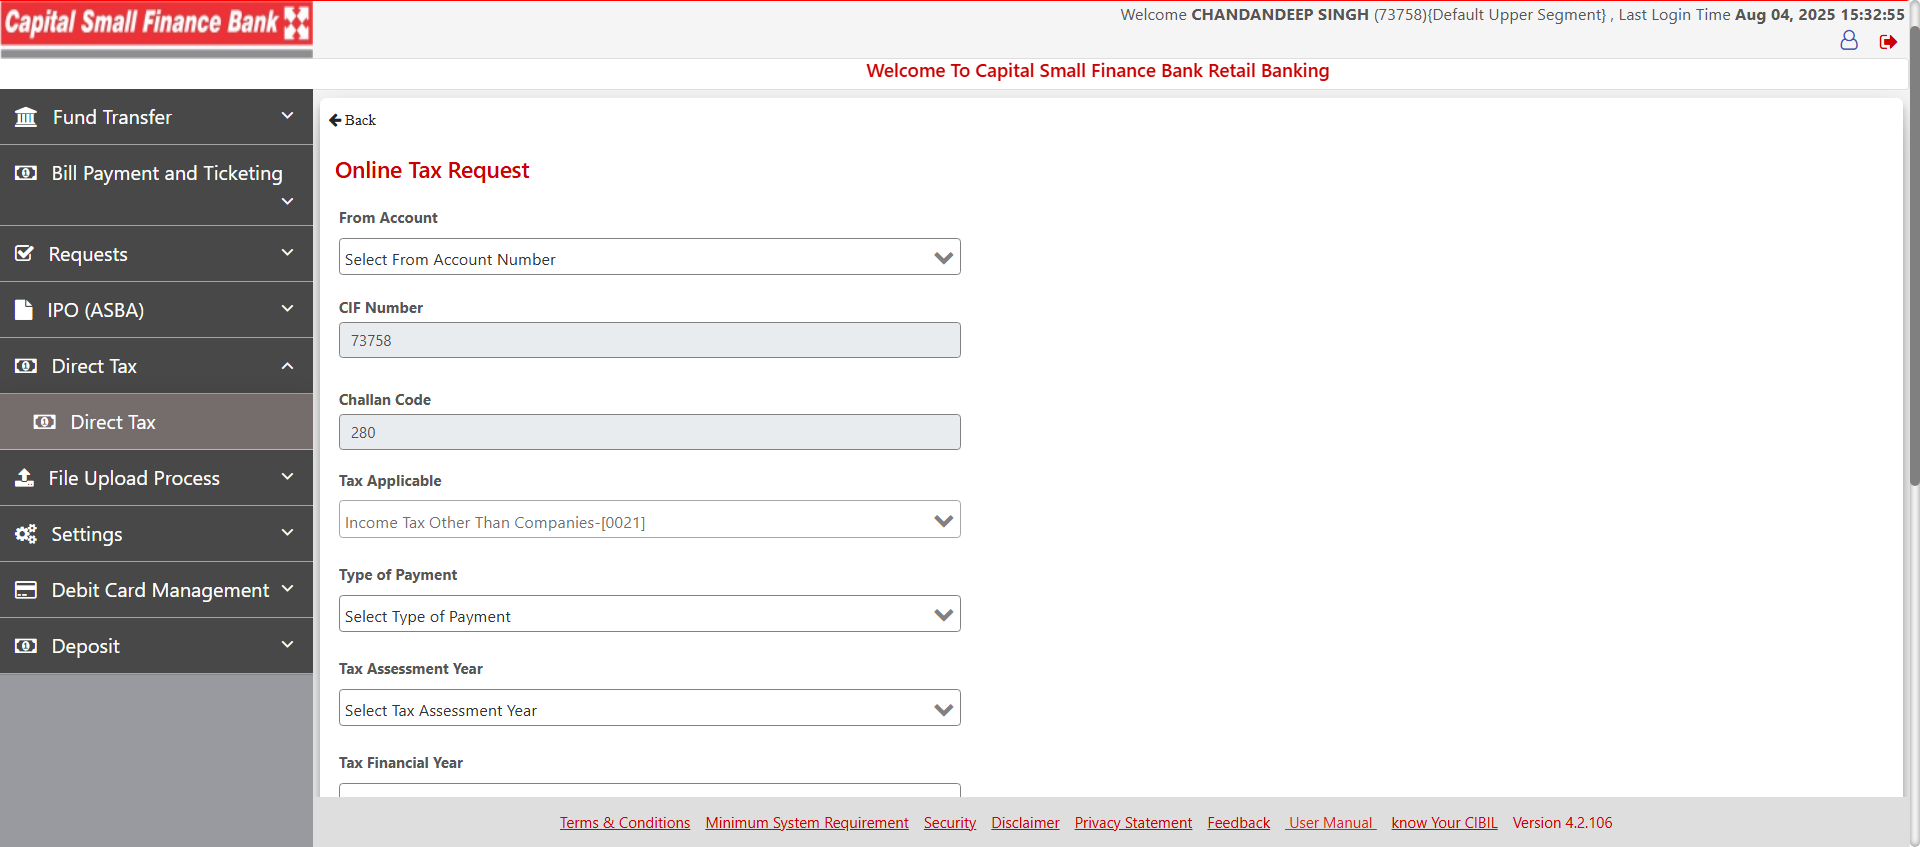 Capital Small Finance Bank
Welcome CHANDANDEEP SINGH (73758){Default Upper Segment} , Last Login Time Aug 04, 2025 15:32:55
Welcome To Capital Small Finance Bank Retail Banking
Fund Transfer
Bill Payment and Ticketing
Requests
IPO (ASBA)
Direct Tax
Direct Tax
File Upload Process
Settings
Debit Card Management
Deposit
Back
Online Tax Request
From Account
Select From Account Number
CIF Number
73758
Challan Code
280
Tax Applicable
Income Tax Other Than Companies-[0021]
Type of Payment
Select Type of Payment
Tax Assessment Year
Select Tax Assessment Year
Tax Financial Year
Terms & Conditions Minimum System Requirement Security Disclaimer Privacy Statement Feedback User Manual know Your CIBIL Version 4.2.106